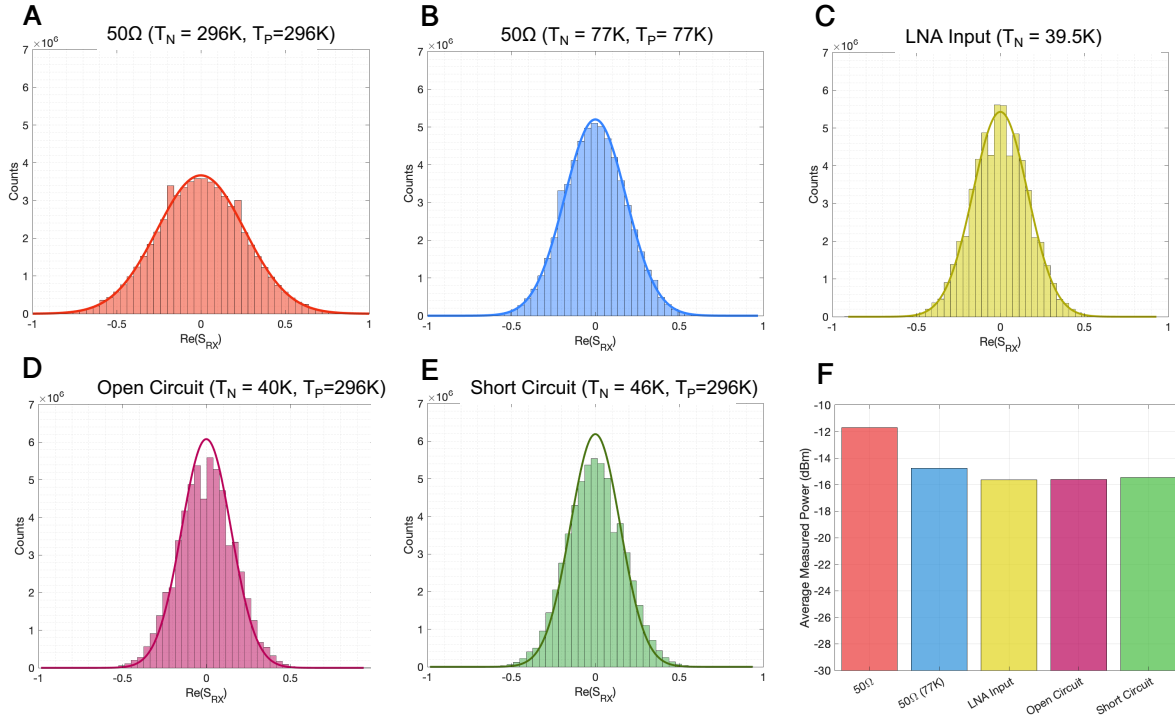 A
50Ω (T_N = 296K, T_P=296K)
×10^6
7
6
5
4
3
2
1
0
Counts
-1
-0.5
0
0.5
1
Re(S_RX)
B
50Ω (T_N = 77K, T_P= 77K)
×10^6
7
6
5
4
3
2
1
0
Counts
-1
-0.5
0
0.5
1
Re(S_RX)
C
LNA Input (T_N = 39.5K)
×10^6
7
6
5
4
3
2
1
0
Counts
-1
-0.5
0
0.5
1
Re(S_RX)
D
Open Circuit (T_N = 40K, T_P=296K)
×10^6
7
6
5
4
3
2
1
0
Counts
-1
-0.5
0
0.5
Re(S_RX)
E
Short Circuit (T_N = 46K, T_P=296K)
×10^6
7
6
5
4
3
2
1
0
Counts
-1
-0.5
0
0.5
1
Re(S_RX)
F
-10
-12
-14
-16
-18
-20
-22
-24
-26
-28
-30
Average Measured Power (dBm)
50Ω
50Ω (77K)
LNA Input
Open Circuit
Short Circuit